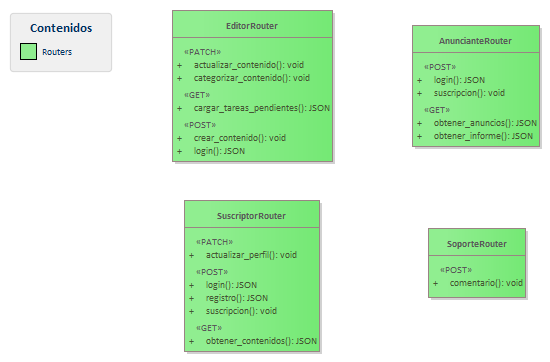 Contenidos
Routers
EditorRouter
«PATCH»
+ actualizar_contenido(): void
+ categorizar_contenido(): void
«GET»
+ cargar_tareas_pendientes(): JSON
«POST»
+ crear_contenido(): void
+ login(): JSON
AnuncianteRouter
«POST»
+ login(): JSON
+ suscripcion(): void
«GET»
+ obtener_anuncios(): JSON
+ obtener_informe(): JSON
SuscriptorRouter
«PATCH»
+ actualizar_perfil(): void
«POST»
+ login(): JSON
+ registro(): JSON
+ suscripcion(): void
«GET»
+ obtener_contenidos(): JSON
SoporteRouter
«POST»
+ comentario(): void